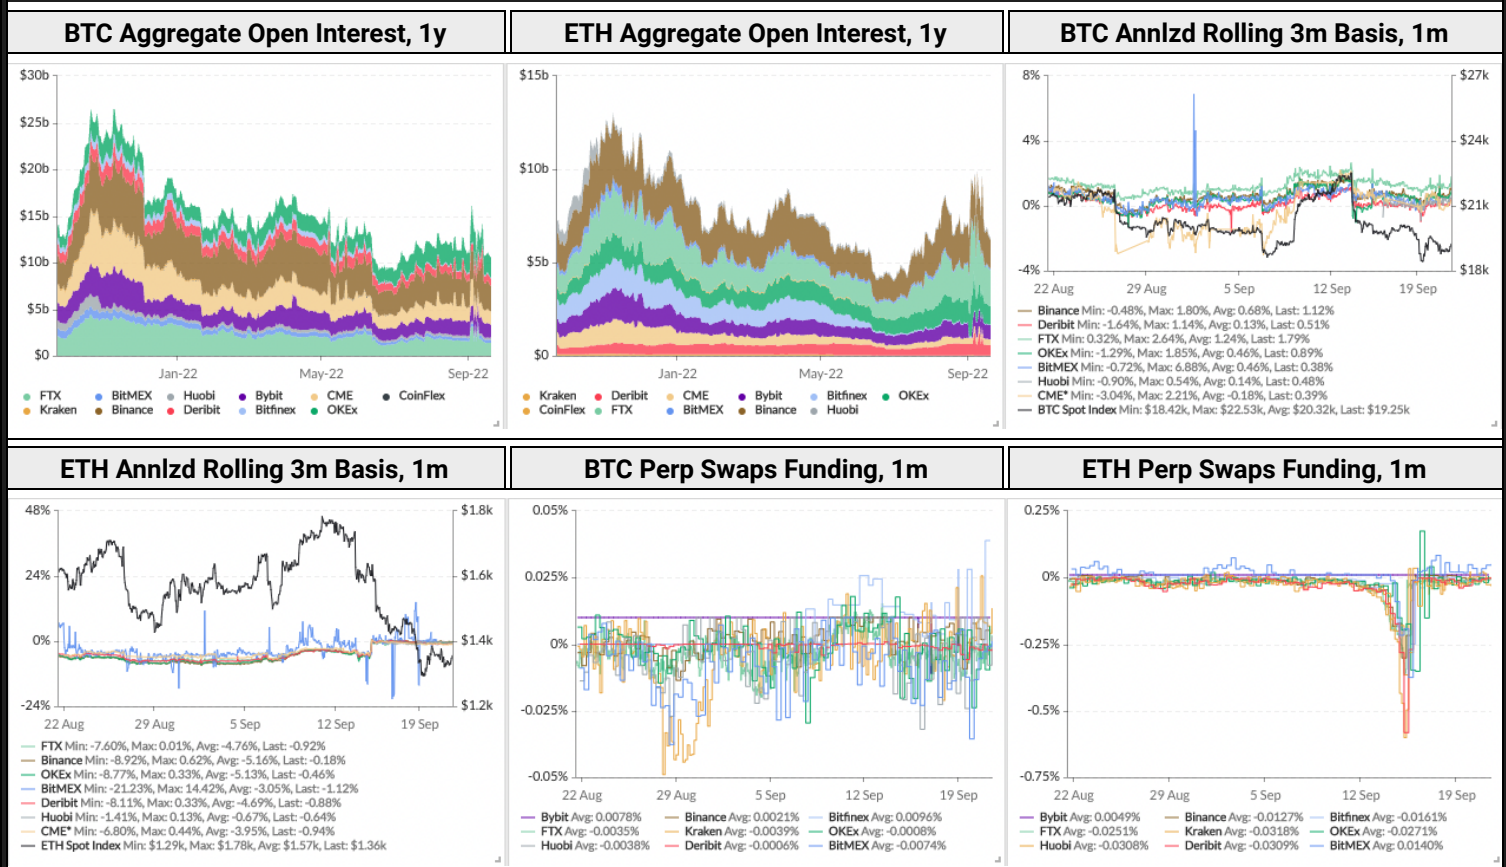 BTC Aggregate Open Interest, 1y
$30b
$25b
$20b
$15b
$10b
$5b
$0
Jan-22 May-22 Sep-22
FTX BitMEX Huobi Bybit CME CoinFlex
Kraken Binance Deribit Bitfinex OKEx
ETH Aggregate Open Interest, 1y
$15b
$10b
$5b
$0
Jan-22 May-22 Sep-22
Kraken Deribit CME Bybit Bitfinex OKEx
CoinFlex FTX BitMEX Binance Huobi
BTC Annlzd Rolling 3m Basis, 1m
8% $27k
4% $24k
0% $21k
-4% $18k
22 Aug 29 Aug 5 Sep 12 Sep 19 Sep
Binance Min: -0.48%, Max: 1.80%, Avg: 0.68%, Last: 1.12%
Deribit Min: -1.64%, Max: 1.14%, Avg: 0.13%, Last: 0.51%
FTX Min: 0.32%, Max: 2.64%, Avg: 1.24%, Last: 1.79%
OKEx Min: -1.29%, Max: 1.85%, Avg: 0.46%, Last: 0.89%
BitMEX Min: -0.72%, Max: 6.88%, Avg: 0.46%, Last: 0.38%
Huobi Min: -0.90%, Max: 0.54%, Avg: 0.14%, Last: 0.48%
CME* Min: -3.04%, Max: 2.21%, Avg: -0.18%, Last: 0.39%
BTC Spot Index Min: $18.42k, Max: $22.53k, Avg: $20.32k, Last: $19.25k
ETH Annlzd Rolling 3m Basis, 1m
48% $1.8k
24% $1.6k
0% $1.4k
-24% $1.2k
22 Aug 29 Aug 5 Sep 12 Sep 19 Sep
FTX Min: -7.60%, Max: 0.01%, Avg: -4.76%, Last: -0.92%
Binance Min: -8.92%, Max: 0.62%, Avg: -5.16%, Last: -0.18%
OKEx Min: -8.77%, Max: 0.33%, Avg: -5.13%, Last: -0.46%
BitMEX Min: -21.23%, Max: 14.42%, Avg: -3.05%, Last: -1.12%
Deribit Min: -8.11%, Max: 0.33%, Avg: -4.69%, Last: -0.88%
Huobi Min: -1.41%, Max: 0.13%, Avg: -0.67%, Last: -0.64%
CME* Min: -6.80%, Max: 0.44%, Avg: -3.95%, Last: -0.94%
ETH Spot Index Min: $1.29k, Max: $1.78k, Avg: $1.57k, Last: $1.36k
BTC Perp Swaps Funding, 1m
0.05%
0.025%
0%
-0.025%
-0.05%
22 Aug 29 Aug 5 Sep 12 Sep 19 Sep
Bybit Avg: 0.0078% Binance Avg: 0.0021% Bitfinex Avg: 0.0096%
FTX Avg: -0.0035% Kraken Avg: -0.0039% OKEx Avg: -0.0008%
Huobi Avg: -0.0038% Deribit Avg: -0.0006% BitMEX Avg: -0.0074%
ETH Perp Swaps Funding, 1m
0.25%
0%
-0.25%
-0.5%
-0.75%
22 Aug 29 Aug 5 Sep 12 Sep 19 Sep
Bybit Avg: 0.0049% Binance Avg: -0.0127% Bitfinex Avg: -0.0161%
FTX Avg: -0.0251% Kraken Avg: -0.0318% OKEx Avg: -0.0271%
Huobi Avg: -0.0308% Deribit Avg: -0.0309% BitMEX Avg: 0.0140%